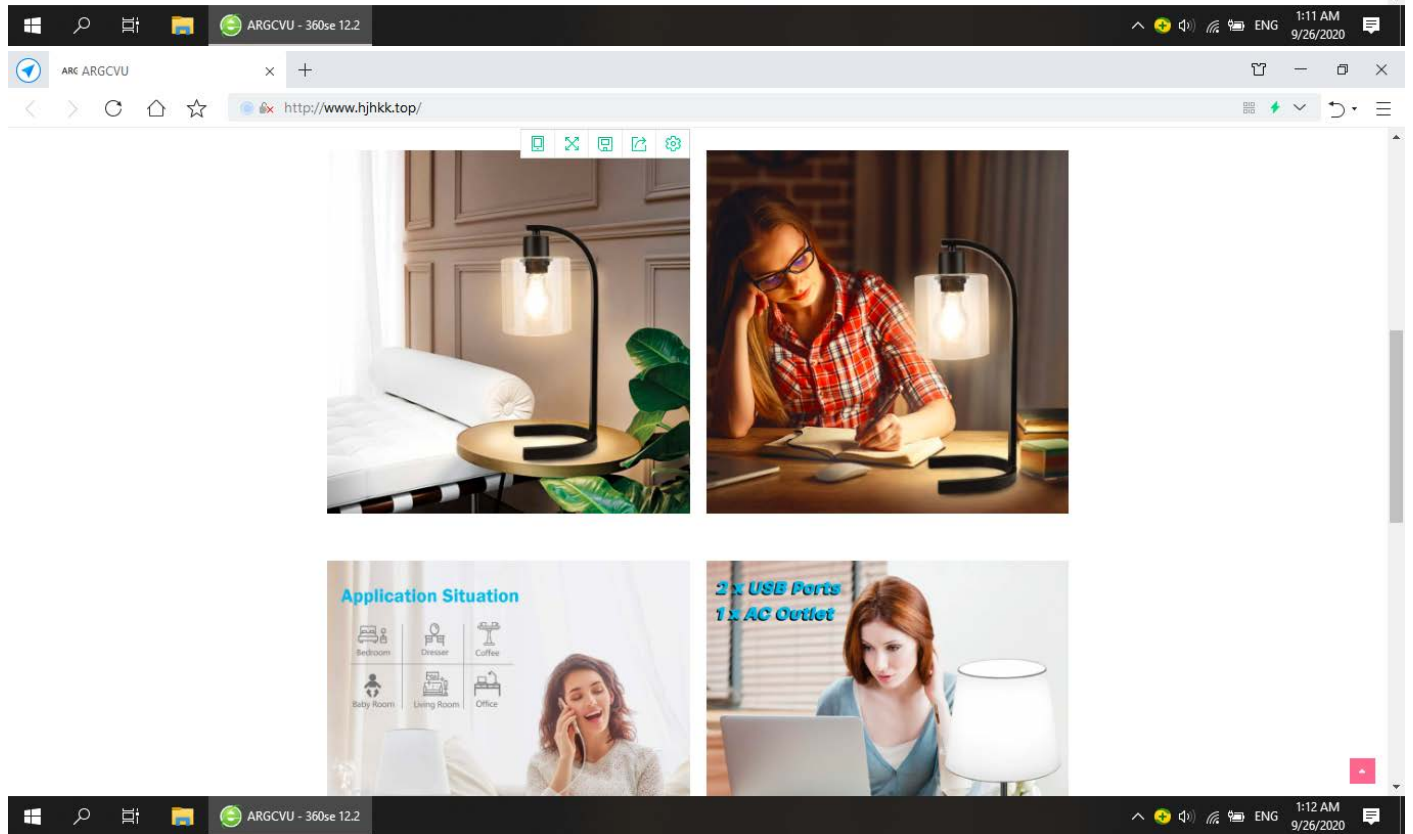 ARGCVU - 360se 12.2
ENG
1:11 AM
9/26/2020
ARG ARGCVU
http://www.hjhkk.top/
Application Situation
Bedroom
Dresser
Coffee
Baby Room
Living Room
Office
2 x USB Ports
1 x AC Outlet
ARGCVU - 360se 12.2
ENG
1:12 AM
9/26/2020